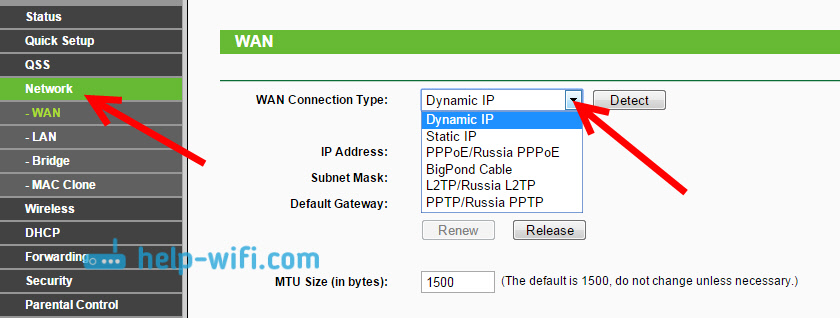 Status
Quick Setup
QSS
Network
- WAN
- LAN
- Bridge
- MAC Clone
Wireless
DHCP
Forwarding
Security
Parental Control
WAN
WAN Connection Type: Dynamic IP Detect
Dynamic IP
Static IP
PPPoE/Russia PPPoE
BigPond Cable
L2TP/Russia L2TP
PPTP/Russia PPTP
IP Address:
Subnet Mask:
Default Gateway:
Renew Release
MTU Size (in bytes): 1500 (The default is 1500, do not change unless necessary.)
help-wifi.com